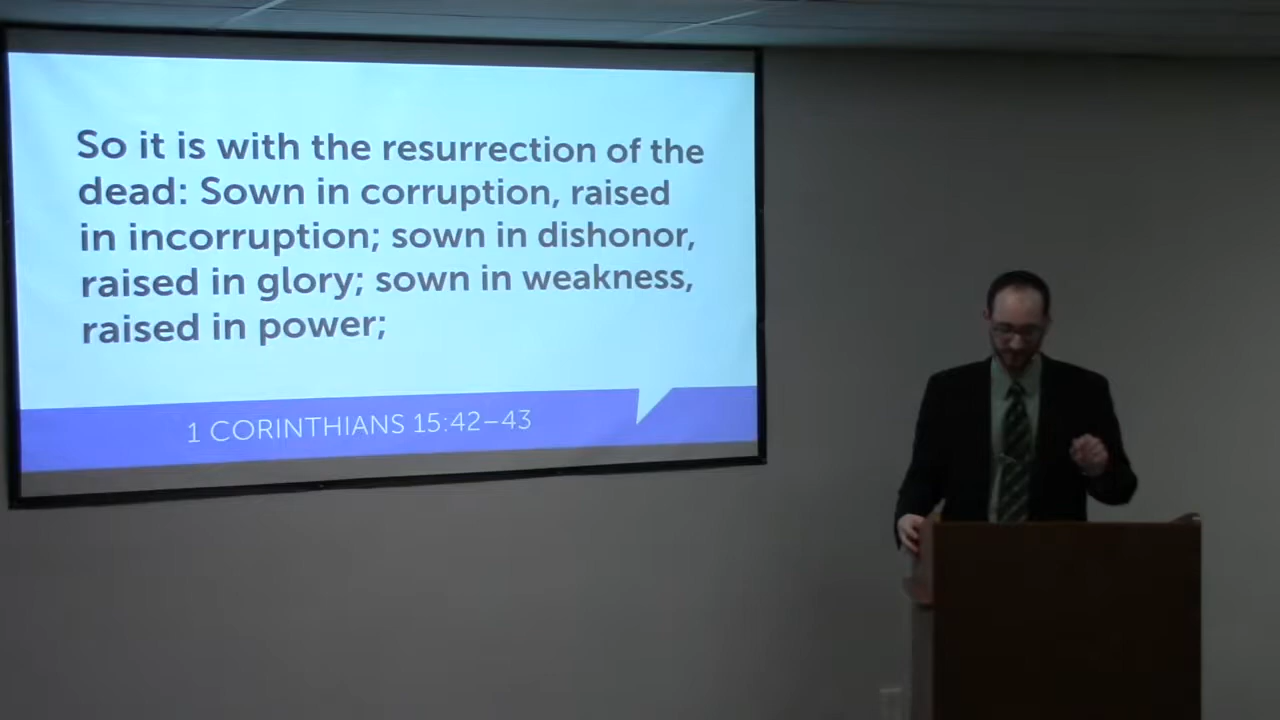 So it is with the resurrection of the
dead: Sown in corruption, raised
in incorruption; sown in dishonor,
raised in glory; sown in weakness,
raised in power;
1 CORINTHIANS 15:42–43